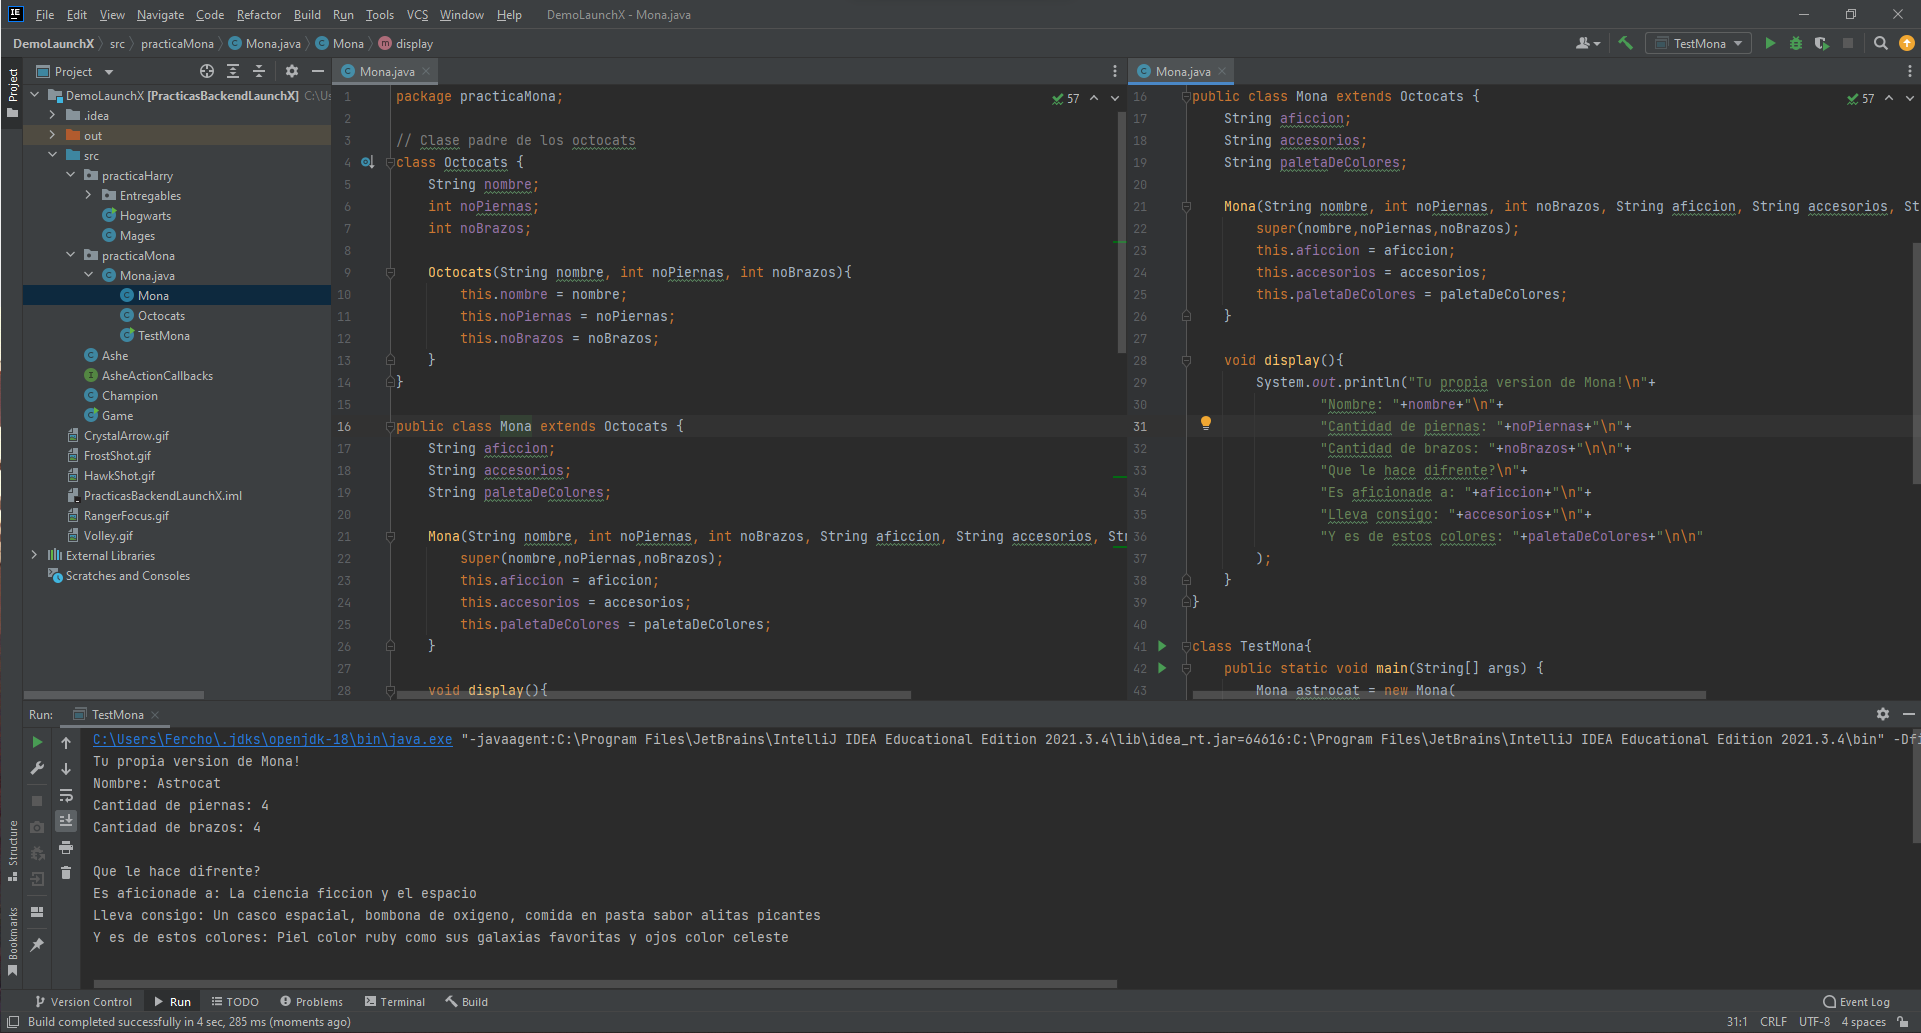 File Edit View Navigate Code Refactor Build Run Tools VCS Window Help DemoLaunchX - Mona.java
DemoLaunchX src practicaMona Mona.java Mona display TestMona
Project
Project
DemoLaunchX [PracticasBackendLaunchX] C:\Us
.idea
out
src
practicaHarry
Entregables
Hogwarts
Mages
practicaMona
Mona.java
Mona
Octocats
TestMona
Ashe
AsheActionCallbacks
Champion
Game
CrystalArrow.gif
FrostShot.gif
HawkShot.gif
PracticasBackendLaunchX.iml
RangerFocus.gif
Volley.gif
External Libraries
Scratches and Consoles
Mona.java
57
1 package practicaMona;
2
3 // Clase padre de los octocats
4 class Octocats {
5 String nombre;
6 int noPiernas;
7 int noBrazos;
8
9 Octocats(String nombre, int noPiernas, int noBrazos){
10 this.nombre = nombre;
11 this.noPiernas = noPiernas;
12 this.noBrazos = noBrazos;
13 }
14 }
15
16 public class Mona extends Octocats {
17 String aficcion;
18 String accesorios;
19 String paletaDeColores;
20
21 Mona(String nombre, int noPiernas, int noBrazos, String aficcion, String accesorios, Str
22 super(nombre,noPiernas,noBrazos);
23 this.aficcion = aficcion;
24 this.accesorios = accesorios;
25 this.paletaDeColores = paletaDeColores;
26 }
27
28 void display(){
Mona.java
57
16 public class Mona extends Octocats {
17 String aficcion;
18 String accesorios;
19 String paletaDeColores;
20
21 Mona(String nombre, int noPiernas, int noBrazos, String aficcion, String accesorios, St
22 super(nombre,noPiernas,noBrazos);
23 this.aficcion = aficcion;
24 this.accesorios = accesorios;
25 this.paletaDeColores = paletaDeColores;
26 }
27
28 void display(){
29 System.out.println("Tu propia version de Mona!\n"+
30 "Nombre: "+nombre+"\n"+
31 "Cantidad de piernas: "+noPiernas+"\n"+
32 "Cantidad de brazos: "+noBrazos+"\n\n"+
33 "Que le hace difrente?\n"+
34 "Es aficionade a: "+aficcion+"\n"+
35 "Lleva consigo: "+accesorios+"\n"+
36 "Y es de estos colores: "+paletaDeColores+"\n\n"
37 );
38 }
39 }
40
41 class TestMona{
42 public static void main(String[] args) {
43 Mona astrocat = new Mona(
Run: TestMona
C:\Users\Fercho\.jdks\openjdk-18\bin\java.exe "-javaagent:C:\Program Files\JetBrains\IntelliJ IDEA Educational Edition 2021.3.4\lib\idea_rt.jar=64616:C:\Program Files\JetBrains\IntelliJ IDEA Educational Edition 2021.3.4\bin" -Dfi
Tu propia version de Mona!
Nombre: Astrocat
Cantidad de piernas: 4
Cantidad de brazos: 4
Que le hace difrente?
Es aficionade a: La ciencia ficcion y el espacio
Lleva consigo: Un casco espacial, bombona de oxigeno, comida en pasta sabor alitas picantes
Y es de estos colores: Piel color ruby como sus galaxias favoritas y ojos color celeste
Structure
Bookmarks
Version Control Run TODO Problems Terminal Build Event Log
Build completed successfully in 4 sec, 285 ms (moments ago) 31:1 CRLF UTF-8 4 spaces